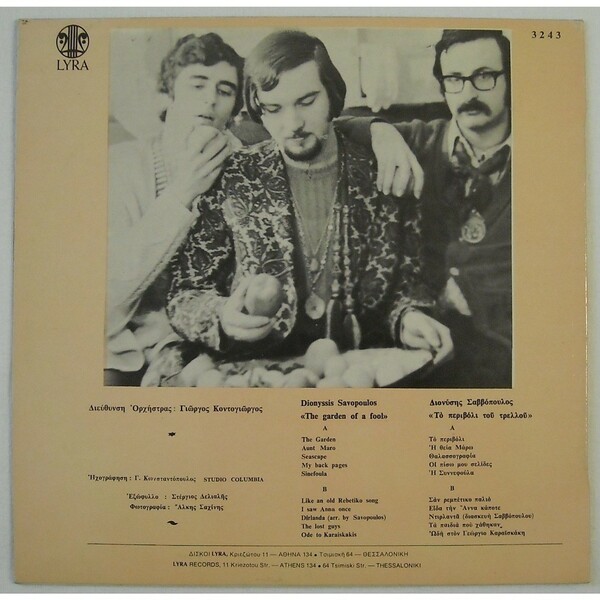 LYRA
3243
Διεύθυνση Ὀρχήστρας: Γιῶργος Κοντογιῶργος
Ἠχογράφηση: Γ. Κωνσταντόπουλος STUDIO COLUMBIA
Ἐξώφυλλο : Στέργιος Δελιαλῆς
Φωτογραφία : Ἄλκης Σαχίνης
Dionyssis Savopoulos
«The garden of a fool»
A
The Garden
Aunt Maro
Seascape
My back pages
Sinefoula
B
Like an old Rebetiko song
I saw Anna once
Dirlanda (arr. by Savopoulos)
The lost guys
Ode to Karaiskakis
Διονύσης Σαββόπουλος
«Τὸ περιβόλι τοῦ τρελλοῦ»
A
Τὸ περιβόλι
Ἡ θεία Μάρω
Θαλασσογραφία
Οἱ πίσω μου σελίδες
Ἡ Συννεφούλα
B
Σὰν ρεμπέτικο παλιὸ
Εἶδα τὴν Ἄννα κάποτε
Ντιρλαντᾶ (διασκευὴ Σαββόπουλου)
Τὰ παιδιὰ ποὺ χάθηκαν
Ὠδὴ στὸν Γεώργιο Καραϊσκάκη
ΔΙΣΚΟΙ LYRA, Κριεζώτου 11 — ΑΘΗΝΑ 134 • Τσιμισκή 64 — ΘΕΣΣΑΛΟΝΙΚΗ
LYRA RECORDS, 11 Kriezotou Str. — ATHENS 134 • 64 Tsimiski Str. — THESSALONIKI